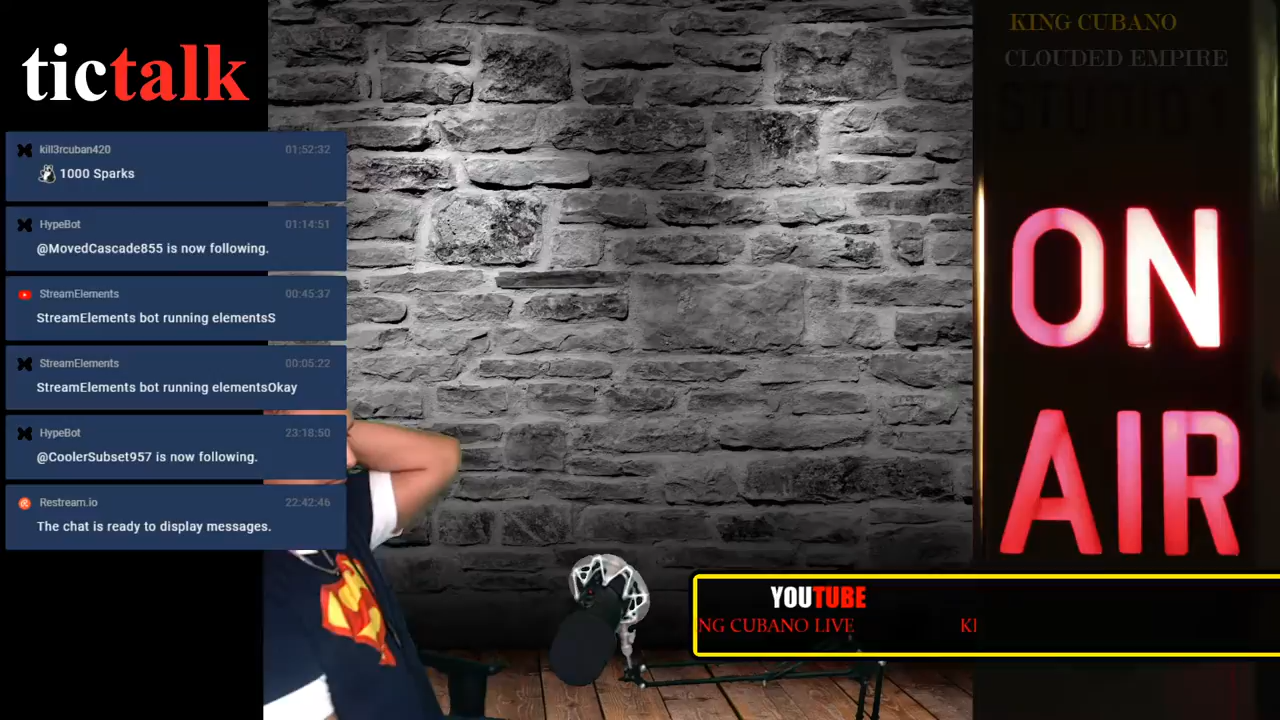 tictalk
kill3rcuban420 01:52:32
1000 Sparks
HypeBot 01:14:51
@MovedCascade855 is now following.
StreamElements 00:45:37
StreamElements bot running elementsS
StreamElements 00:05:22
StreamElements bot running elementsOkay
HypeBot 23:18:50
@CoolerSubset957 is now following.
Restream.io 22:42:46
The chat is ready to display messages.
KING CUBANO
CLOUDED EMPIRE
STUDIO 1
ON
AIR
YOUTUBE
NG CUBANO LIVE KI